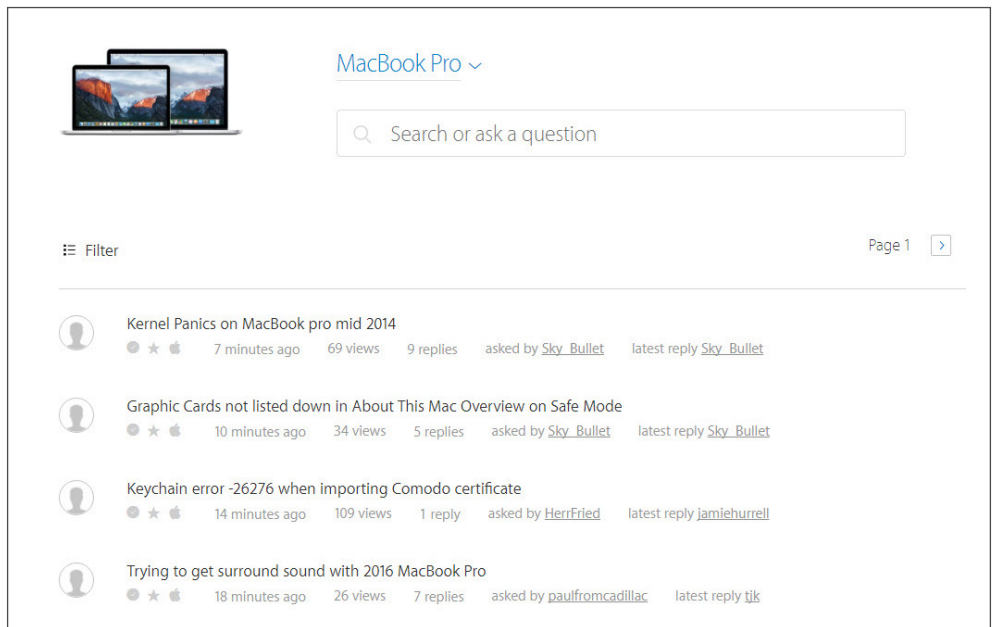 MacBook Pro
Search or ask a question
Filter
Page 1
Kernel Panics on MacBook pro mid 2014
7 minutes ago 69 views 9 replies asked by Sky_Bullet latest reply Sky_Bullet
Graphic Cards not listed down in About This Mac Overview on Safe Mode
10 minutes ago 34 views 5 replies asked by Sky_Bullet latest reply Sky_Bullet
Keychain error -26276 when importing Comodo certificate
14 minutes ago 109 views 1 reply asked by HerrFried latest reply jamiehurrell
Trying to get surround sound with 2016 MacBook Pro
18 minutes ago 26 views 7 replies asked by paulfromcadillac latest reply tjk